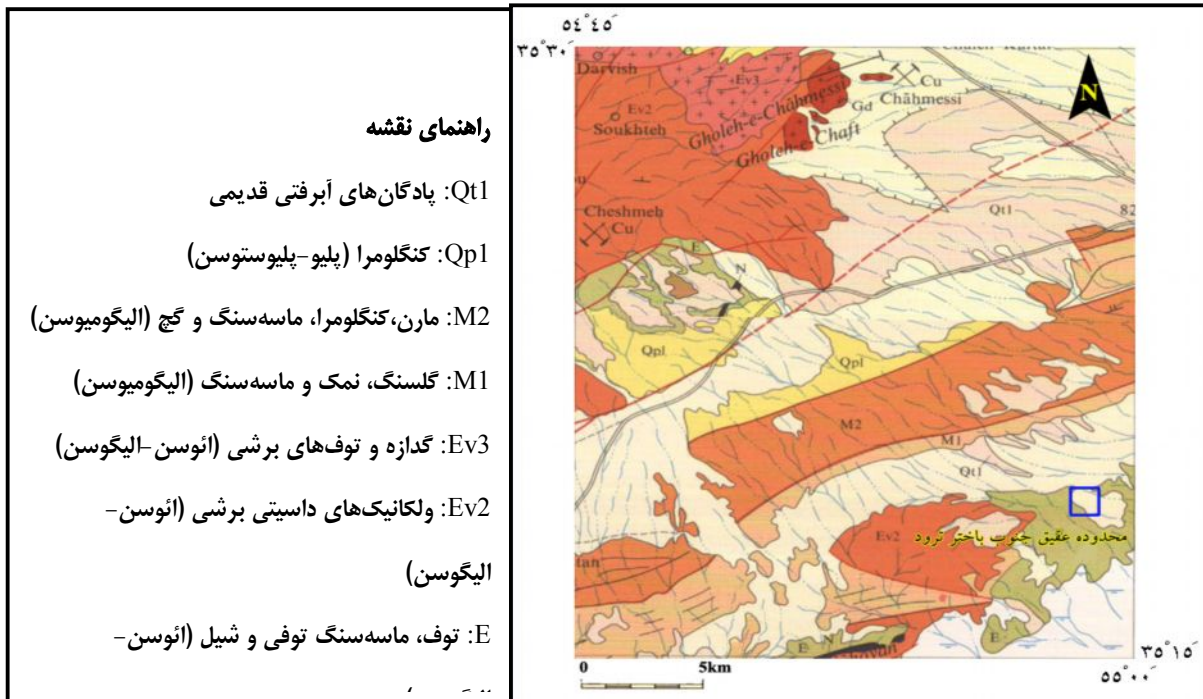 راهنمای نقشه
Qt1: پادگان‌های آبرفتی قدیمی
Qp1: کنگلومرا (پلیو-پلیوستوسن)
M2: مارن،کنگلومرا، ماسه‌سنگ و گچ (الیگومیوسن)
M1: گلسنگ، نمک و ماسه‌سنگ (الیگومیوسن)
Ev3: گدازه و توف‌های برشی (ائوسن-الیگوسن)
Ev2: ولکانیک‌های داسیتی برشی (ائوسن-
الیگوسن)
E: توف، ماسه‌سنگ توفی و شیل (ائوسن-
۵۴°۴۵′
۳۵°۳۰′
N
Darvish
Ev3
Cu
Chāhmessi
Ev2
Soukhteh
Gholeh-e-Chāhmessi
Gd
Gholeh-e-Chaft
Qt1
82
Cheshmeh
Cu
E
N
Qpl
Qpl
M2
M1
Qt1
Ev2
محدوده عقیق جنوب باختر ترود
E
N
E
۳۵°۱۵′
۵۵°۰۰′
0 5km